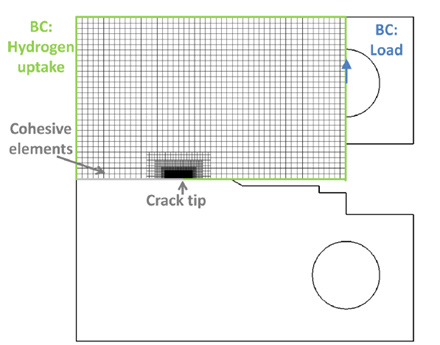 BC:
Hydrogen
uptake
BC:
Load
Cohesive
elements
Crack tip